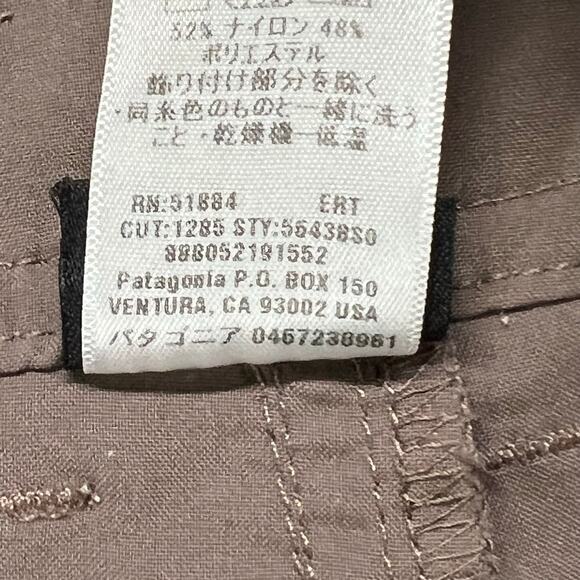 52% ナイロン 48%
ポリエステル
飾り付け部分を除く
・同糸色のものと一緒に洗う
こと・乾燥機－低温
RN:51884 ERT
CUT:1285 STY:56438S0
888052191552
Patagonia P.O. BOX 150
VENTURA, CA 93002 USA
パタゴニア 0467238961